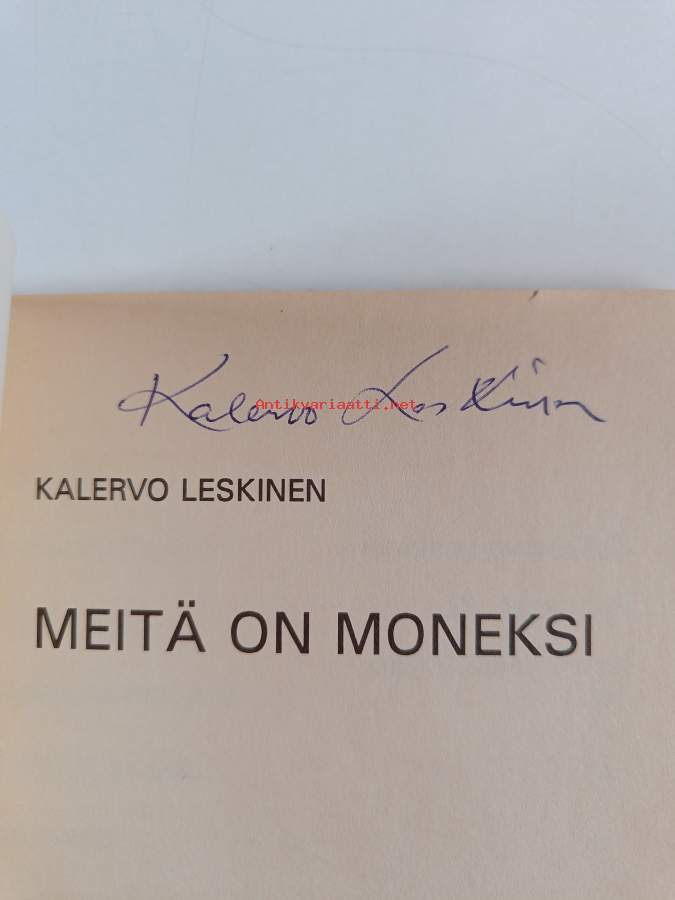 Kalervo Leskinen
Antikvariaatti.net
KALERVO LESKINEN
MEITÄ ON MONEKSI